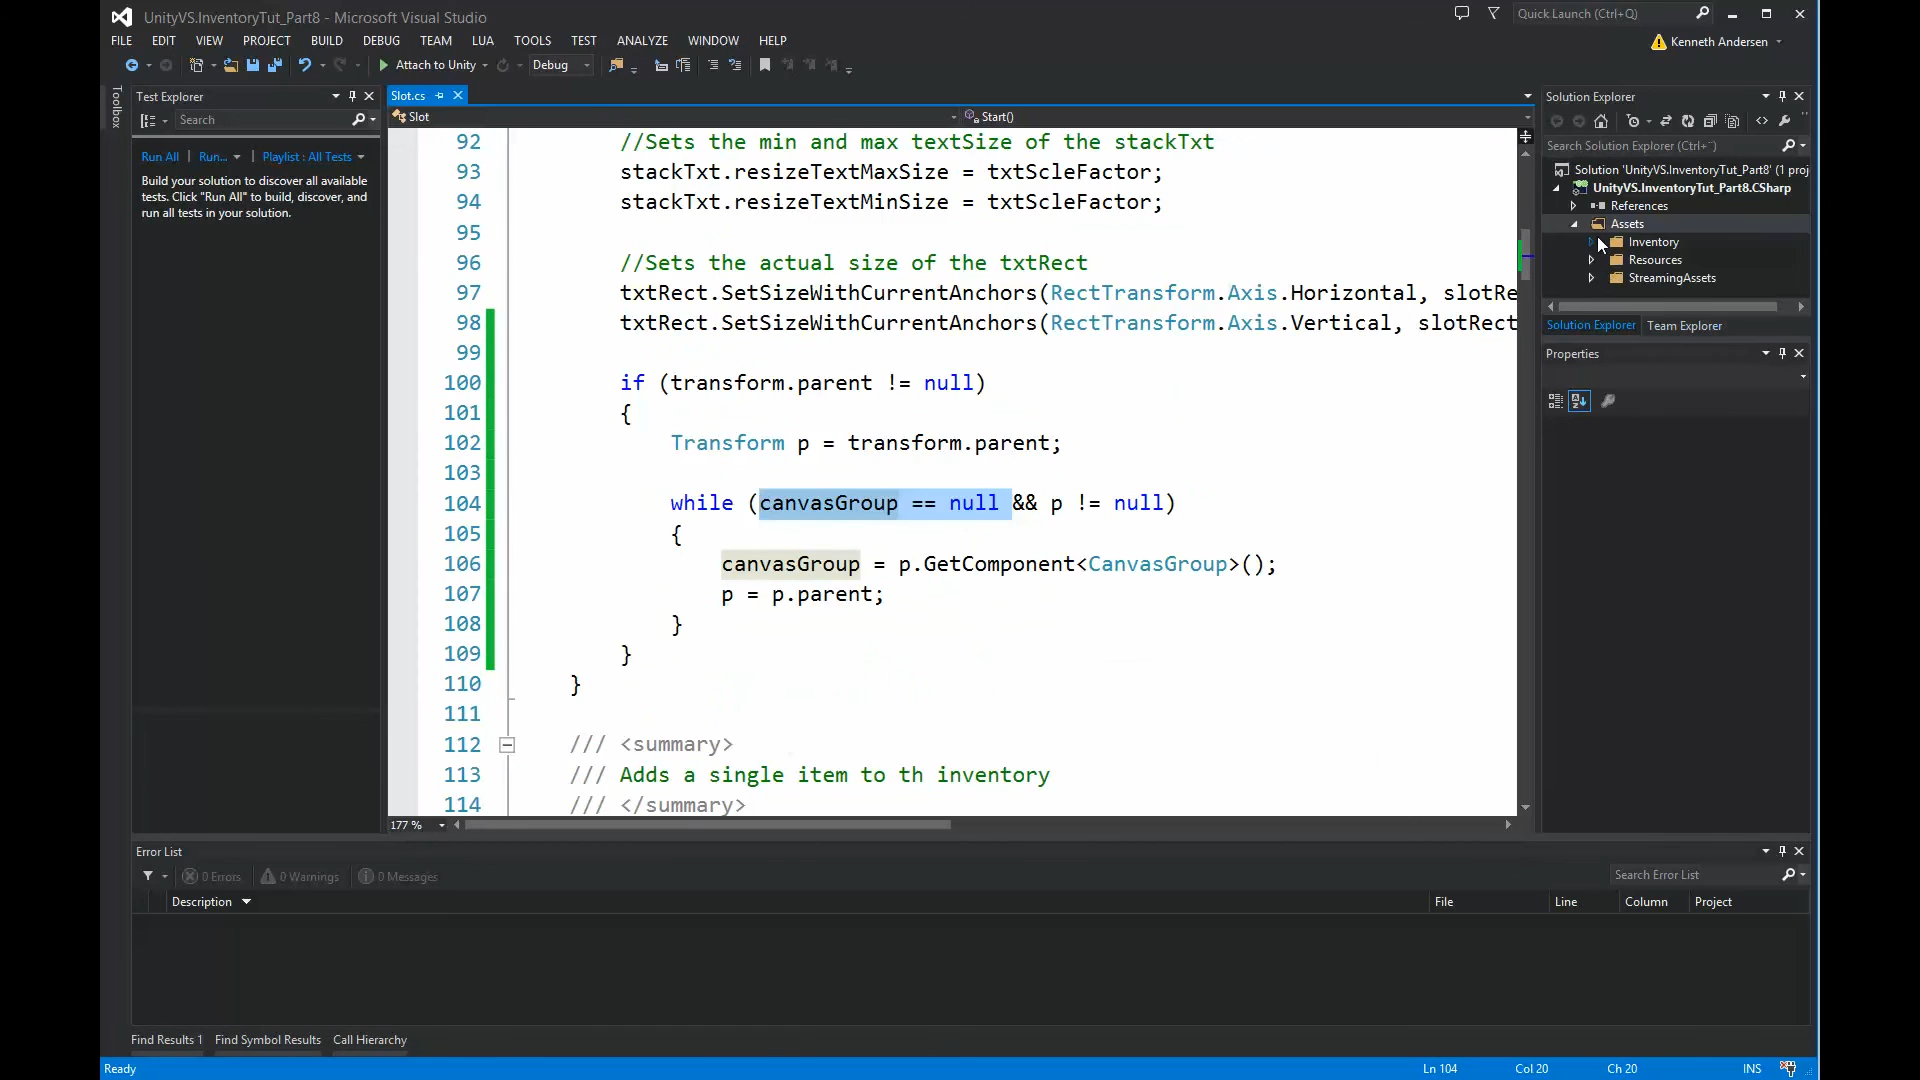 UnityVS.InventoryTut_Part8 - Microsoft Visual Studio
Quick Launch (Ctrl+Q)
FILE EDIT VIEW PROJECT BUILD DEBUG TEAM LUA TOOLS TEST ANALYZE WINDOW HELP
Kenneth Andersen
Attach to Unity Debug
Toolbox
Test Explorer
Search
Run All | Run... | Playlist : All Tests
Build your solution to discover all available
tests. Click "Run All" to build, discover, and
run all tests in your solution.
Slot.cs
Slot Start()
92 //Sets the min and max textSize of the stackTxt
93 stackTxt.resizeTextMaxSize = txtScleFactor;
94 stackTxt.resizeTextMinSize = txtScleFactor;
95
96 //Sets the actual size of the txtRect
97 txtRect.SetSizeWithCurrentAnchors(RectTransform.Axis.Horizontal, slotRe
98 txtRect.SetSizeWithCurrentAnchors(RectTransform.Axis.Vertical, slotRect
99
100 if (transform.parent != null)
101 {
102 Transform p = transform.parent;
103
104 while (canvasGroup == null && p != null)
105 {
106 canvasGroup = p.GetComponent<CanvasGroup>();
107 p = p.parent;
108 }
109 }
110 }
111
112 /// <summary>
113 /// Adds a single item to th inventory
114 /// </summary>
177 %
Solution Explorer
Search Solution Explorer (Ctrl+¨)
Solution 'UnityVS.InventoryTut_Part8' (1 proj
UnityVS.InventoryTut_Part8.CSharp
References
Assets
Inventory
Resources
StreamingAssets
Solution Explorer Team Explorer
Properties
Error List
0 Errors 0 Warnings 0 Messages
Search Error List
Description File Line Column Project
Find Results 1 Find Symbol Results Call Hierarchy
Ready Ln 104 Col 20 Ch 20 INS